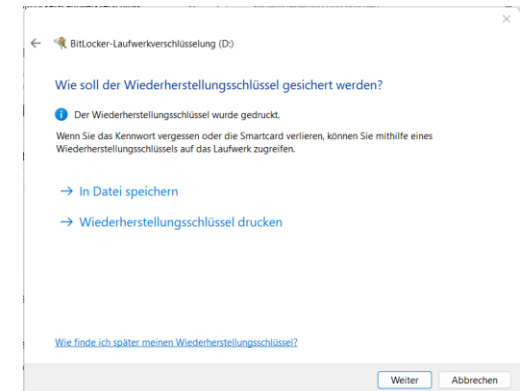 BitLocker-Laufwerkverschlüsselung (D:)
Wie soll der Wiederherstellungsschlüssel gesichert werden?
Der Wiederherstellungsschlüssel wurde gedruckt.
Wenn Sie das Kennwort vergessen oder die Smartcard verlieren, können Sie mithilfe eines
Wiederherstellungsschlüssels auf das Laufwerk zugreifen.
→ In Datei speichern
→ Wiederherstellungsschlüssel drucken
Wie finde ich später meinen Wiederherstellungsschlüssel?
Weiter
Abbrechen